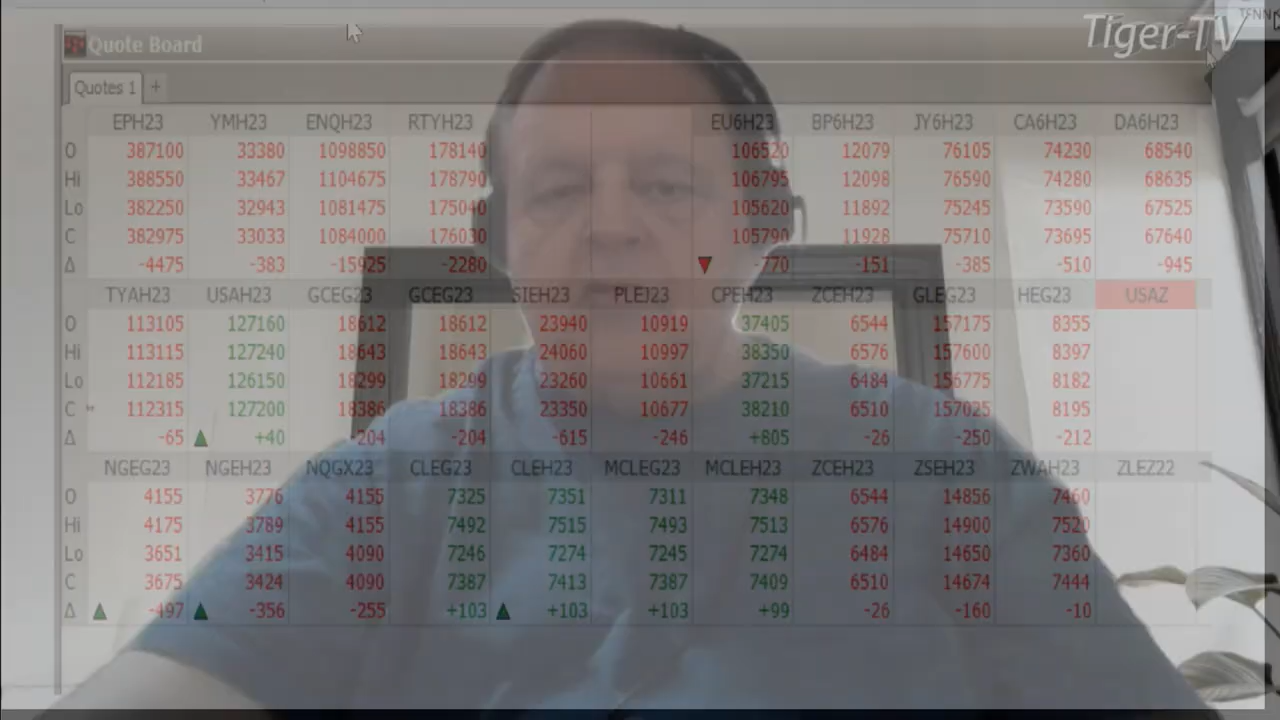 TFNN
Tiger-TV
Quote Board
Quotes 1 +
EPH23 YMH23 ENQH23 RTYH23 EU6H23 BP6H23 JY6H23 CA6H23 DA6H23
O 387100 33380 1098850 178140 106520 12079 76105 74230 68540
Hi 388550 33467 1104675 178790 106795 12098 76590 74280 68635
Lo 382250 32943 1081475 175040 105620 11892 75245 73590 67525
C 382975 33033 1084000 176030 105790 11928 75710 73695 67640
Δ -4475 -383 -15925 -2280 ▼ -770 -151 -385 -510 -945
TYAH23 USAH23 GCEG23 GCEG23 SIEH23 PLEJ23 CPEH23 ZCEH23 GLEG23 HEG23 USAZ
O 113105 127160 18612 18612 23940 10919 37405 6544 157175 8355
Hi 113115 127240 18643 18643 24060 10997 38350 6576 157600 8397
Lo 112185 126150 18299 18299 23260 10661 37215 6484 156775 8182
C 112315 127200 18386 18386 23350 10677 38210 6510 157025 8195
Δ -65 ▲ +40 -204 -204 -615 -246 +805 -26 -250 -212
NGEG23 NGEH23 NQGX23 CLEG23 CLEH23 MCLEG23 MCLEH23 ZCEH23 ZSEH23 ZWAH23 ZLEZ22
O 4155 3776 4155 7325 7351 7311 7348 6544 14856 7460
Hi 4175 3789 4155 7492 7515 7493 7513 6576 14900 7520
Lo 3651 3415 4090 7246 7274 7245 7274 6484 14650 7360
C 3675 3424 4090 7387 7413 7387 7409 6510 14674 7444
Δ ▲ -497 ▲ -356 -255 +103 ▲ +103 +103 +99 -26 -160 -10